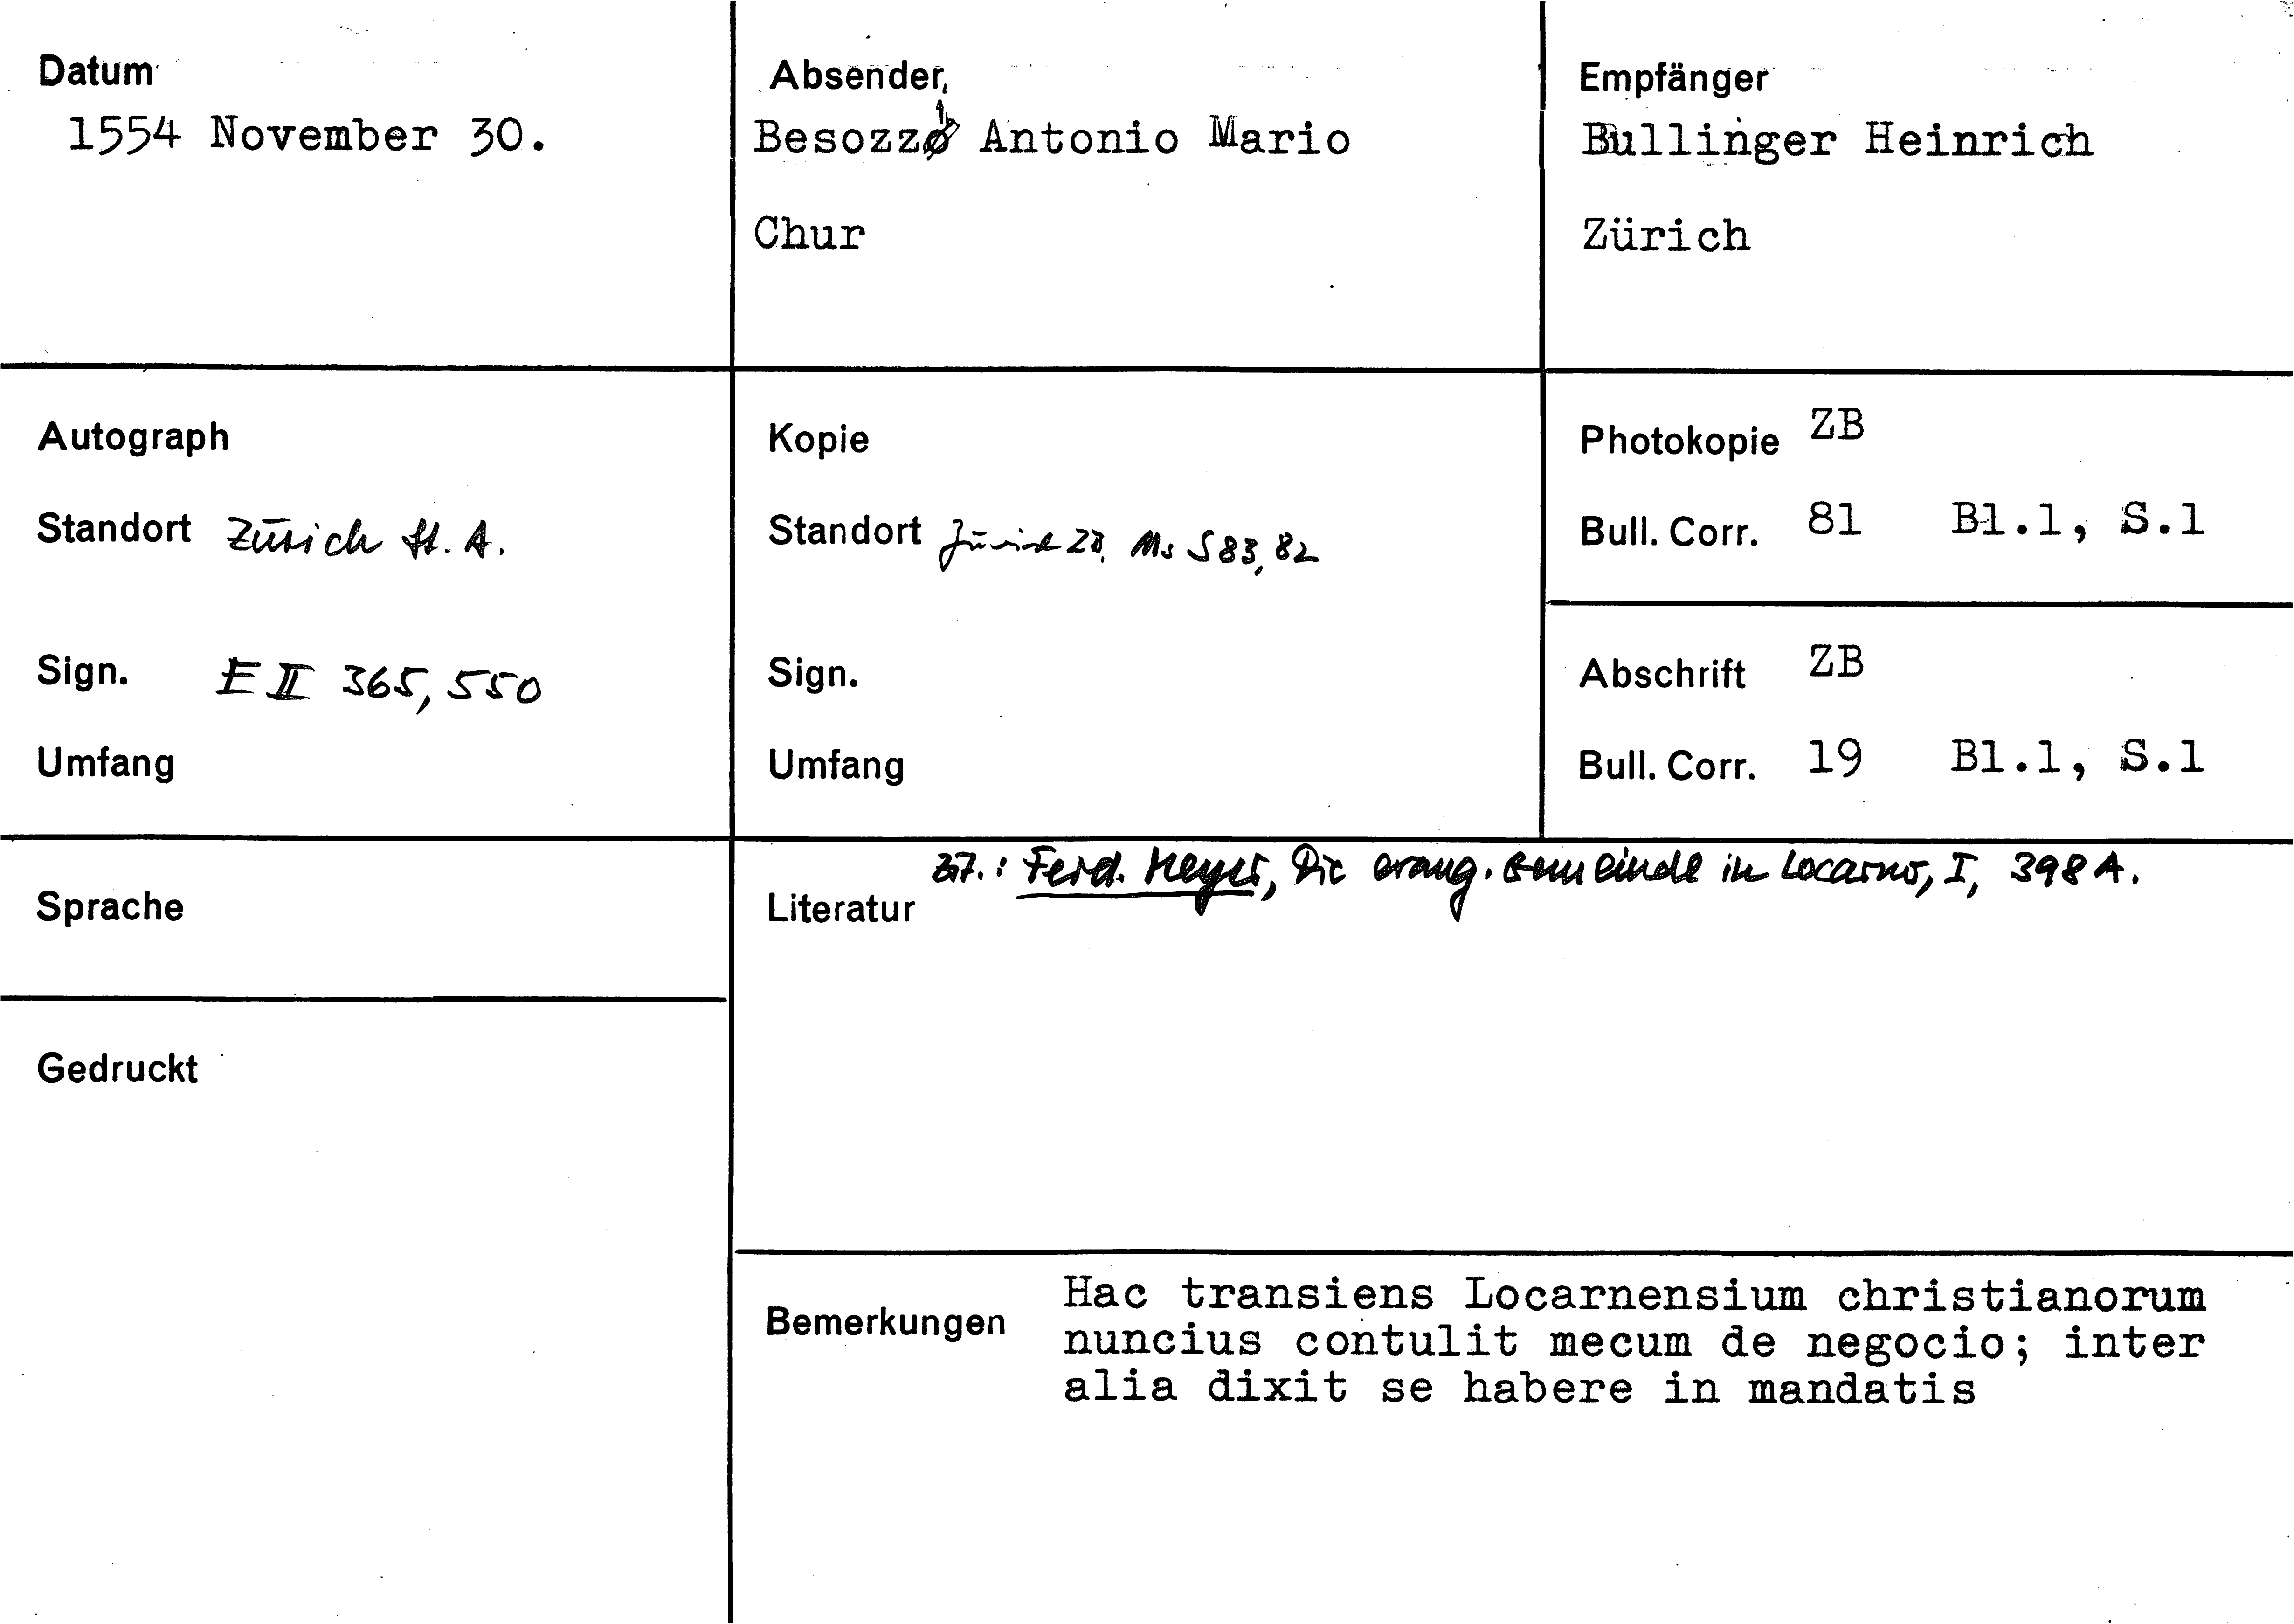 Datum
1554 November 30.
Absender
Besozzi Antonio Mario
Chur
Empfänger
Bullinger Heinrich
Zürich
Autograph
Standort Zürich St. A.
Sign. E II 365, 550
Umfang
Kopie
Standort Zürich ZB, Ms S 83, 82
Sign.
Umfang
Photokopie ZB
Bull. Corr. 81 Bl.1, S.1
Abschrift ZB
Bull. Corr. 19 Bl.1, S.1
Sprache
Gedruckt
Literatur Ferd. Meyer, Die evang. Gemeinde in Locarno, I, 398 A.
Bemerkungen Hac transiens Locarnensium christianorum
nuncius contulit mecum de negocio; inter
alia dixit se habere in mandatis